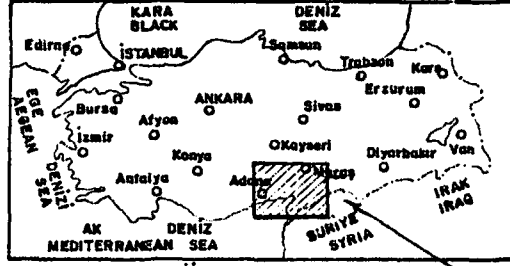 KARA DENIZ
BLACK SEA
Edirne
İSTANBUL
Samsun
Trabzon
Kars
Erzurum
EGE DENIZI
AEGEAN SEA
Bursa
ANKARA
Sivas
Afyon
İzmir
Kayseri
Van
Konya
Diyarbakır
Antalya
Adana
Maraş
IRAK
IRAQ
AK DENIZ
MEDITERRANEAN SEA
SURIYE
SYRIA